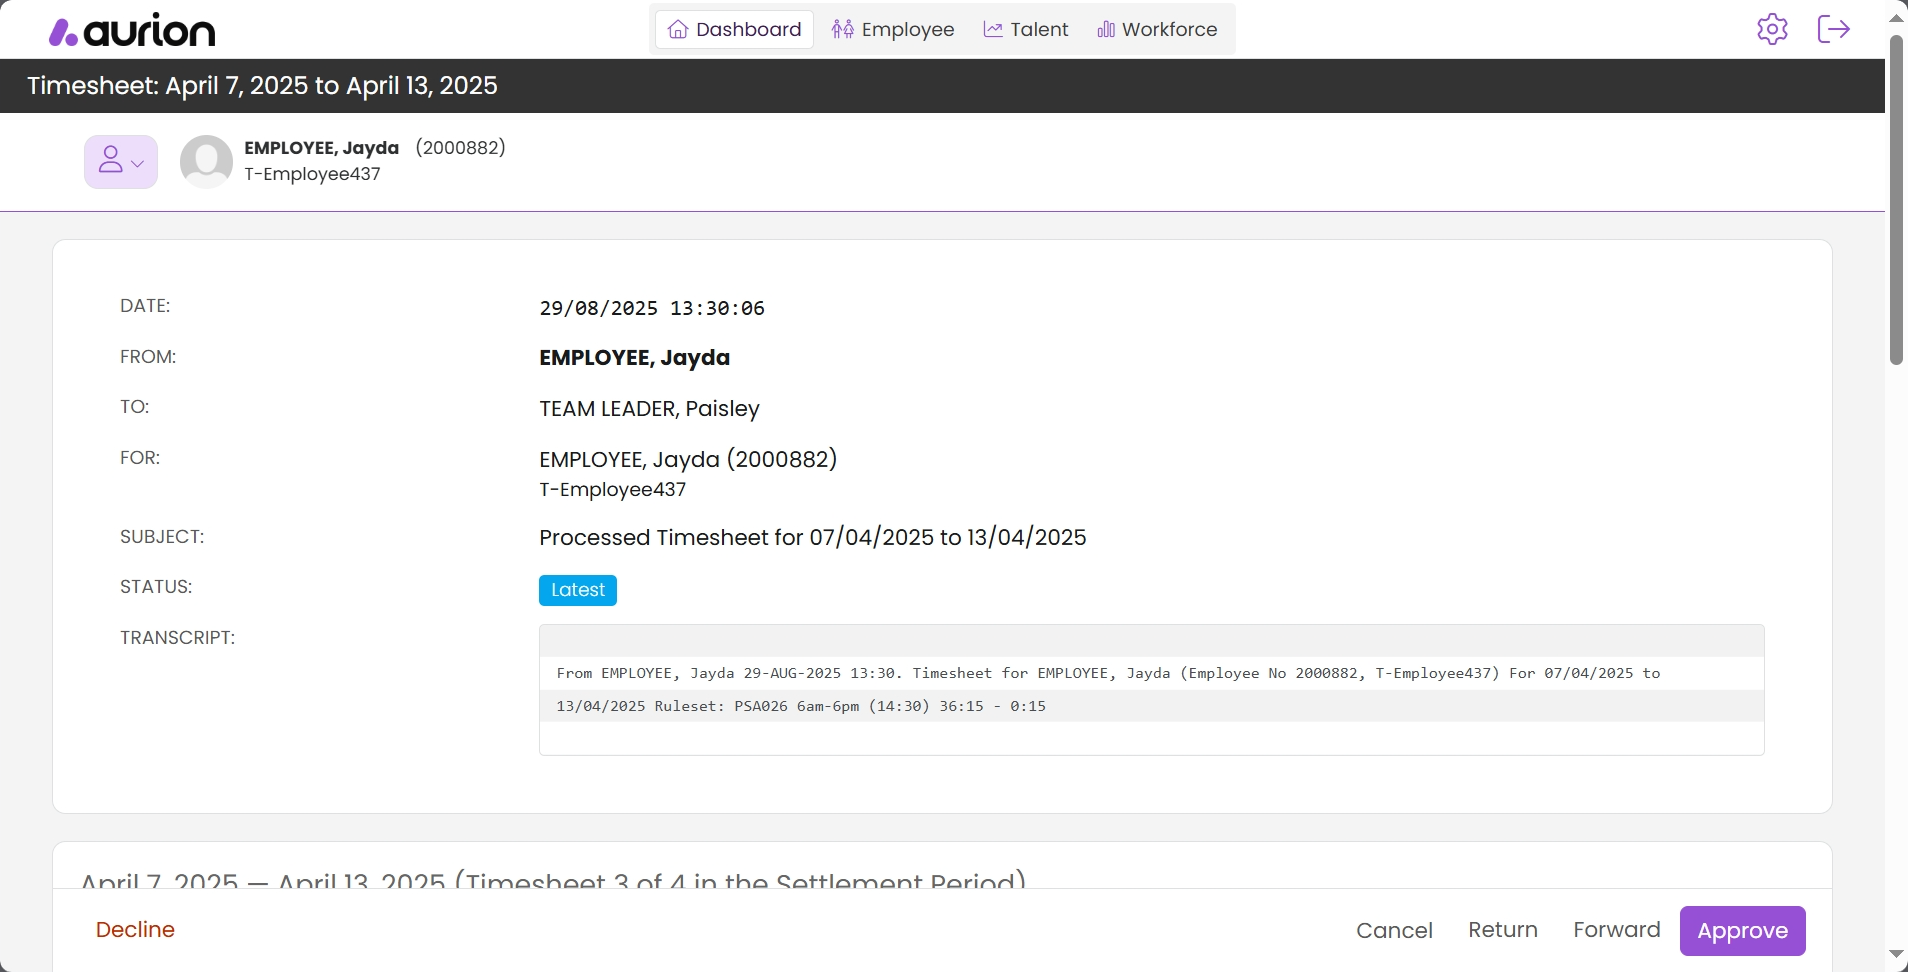 aurion
Dashboard
Employee
Talent
Workforce
Timesheet: April 7, 2025 to April 13, 2025
EMPLOYEE, Jayda (2000882)
T-Employee437
DATE:
29/08/2025 13:30:06
FROM:
EMPLOYEE, Jayda
TO:
TEAM LEADER, Paisley
FOR:
EMPLOYEE, Jayda (2000882)
T-Employee437
SUBJECT:
Processed Timesheet for 07/04/2025 to 13/04/2025
STATUS:
Latest
TRANSCRIPT:
From EMPLOYEE, Jayda 29-AUG-2025 13:30. Timesheet for EMPLOYEE, Jayda (Employee No 2000882, T-Employee437) For 07/04/2025 to
13/04/2025 Ruleset: PSA026 6am-6pm (14:30) 36:15 - 0:15
April 7, 2025 — April 13, 2025 (Timesheet 3 of 4 in the Settlement Period)
Decline
Cancel
Return
Forward
Approve